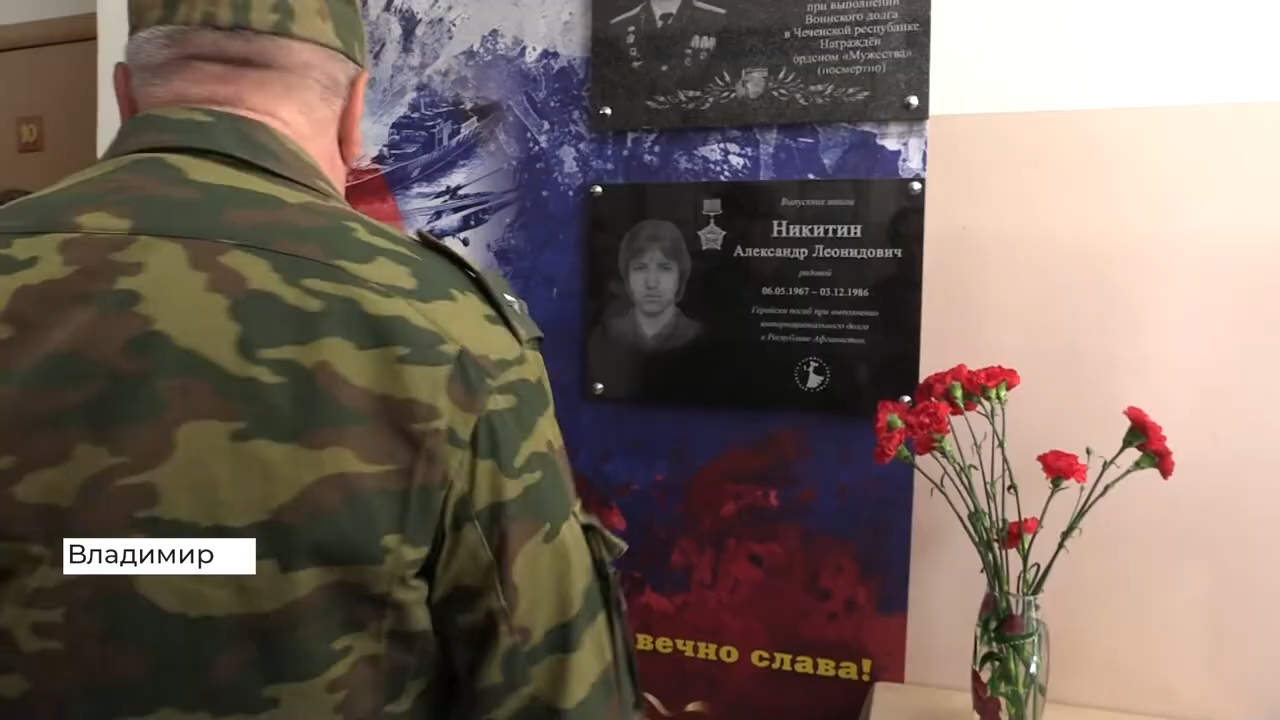 при выполнении
Воинского долга
в Чеченской республике
Награждён
орденом «Мужества»
(посмертно)
10
Выпускник школы
Никитин
Александр Леонидович
рядовой
06.05.1967 – 03.12.1986
Геройски погиб при выполнении
интернационального долга
в Республике Афганистан.
Владимир
вечно слава!